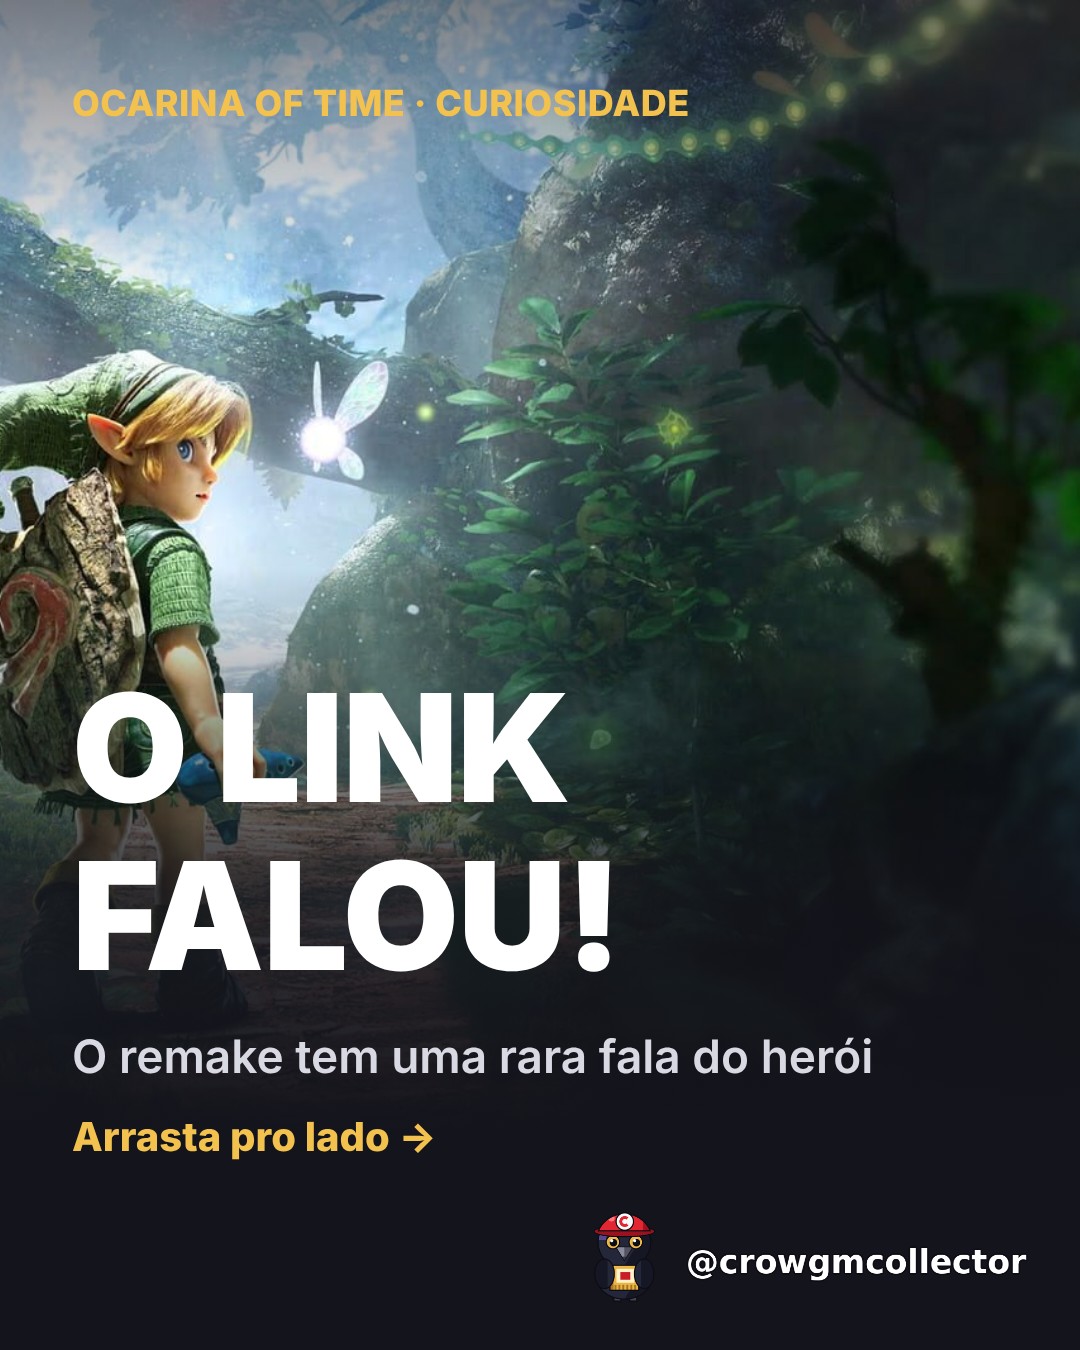 OCARINA OF TIME · CURIOSIDADE
O LINK
FALOU!
O remake tem uma rara fala do herói
Arrasta pro lado →
C
@crowgmcollector